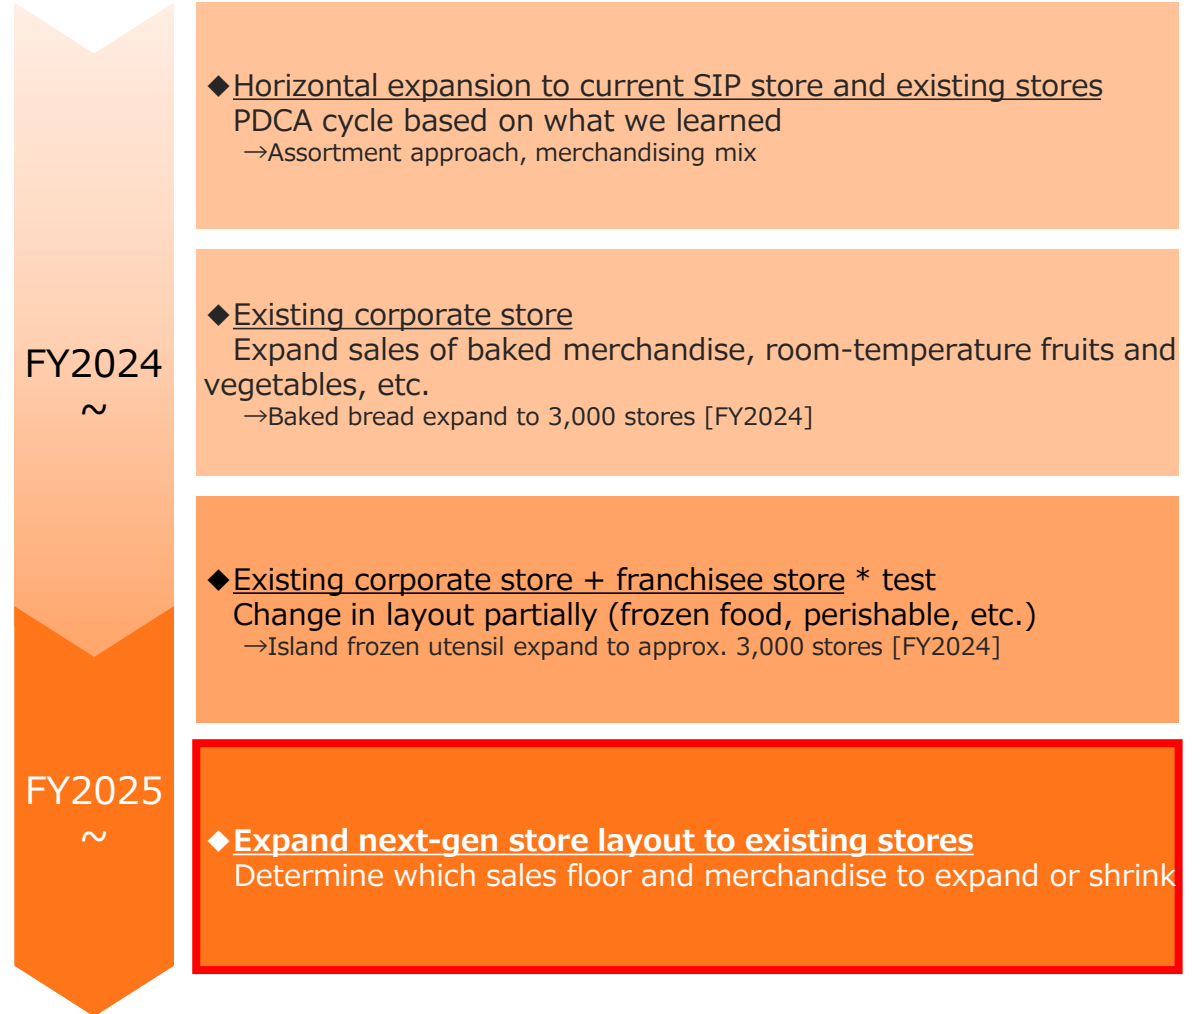 ◆Horizontal expansion to current SIP store and existing stores
PDCA cycle based on what we learned
→Assortment approach, merchandising mix
FY2024
~
◆Existing corporate store
Expand sales of baked merchandise, room-temperature fruits and
vegetables, etc.
→Baked bread expand to 3,000 stores [FY2024]
◆Existing corporate store + franchisee store * test
Change in layout partially (frozen food, perishable, etc.)
→Island frozen utensil expand to approx. 3,000 stores [FY2024]
FY2025
~
◆Expand next-gen store layout to existing stores
Determine which sales floor and merchandise to expand or shrink